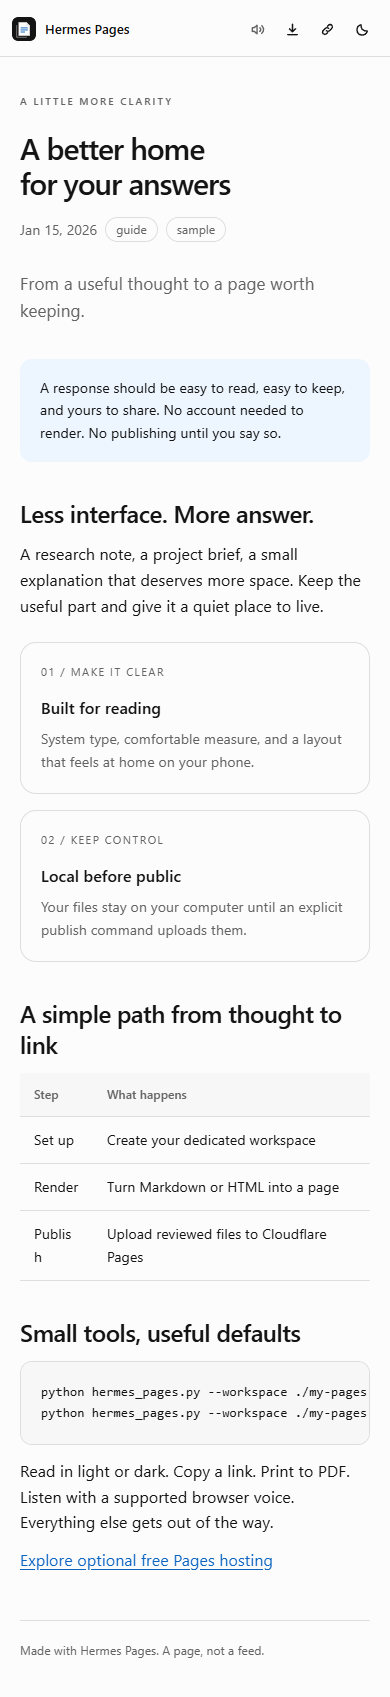 Hermes Pages
A LITTLE MORE CLARITY
A better home
for your answers
Jan 15, 2026 guide sample
From a useful thought to a page worth
keeping.
A response should be easy to read, easy to keep,
and yours to share. No account needed to
render. No publishing until you say so.
Less interface. More answer.
A research note, a project brief, a small
explanation that deserves more space. Keep the
useful part and give it a quiet place to live.
01 / MAKE IT CLEAR
Built for reading
System type, comfortable measure, and a layout
that feels at home on your phone.
02 / KEEP CONTROL
Local before public
Your files stay on your computer until an explicit
publish command uploads them.
A simple path from thought to
link
Step What happens
Set up Create your dedicated workspace
Render Turn Markdown or HTML into a page
Publis Upload reviewed files to Cloudflare
h Pages
Small tools, useful defaults
python hermes_pages.py --workspace ./my-pages
python hermes_pages.py --workspace ./my-pages
Read in light or dark. Copy a link. Print to PDF.
Listen with a supported browser voice.
Everything else gets out of the way.
Explore optional free Pages hosting
Made with Hermes Pages. A page, not a feed.